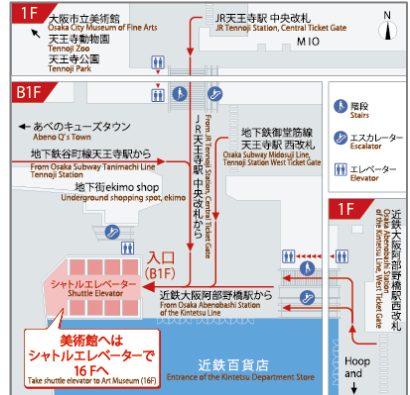 1F
大阪市立美術館
Osaka City Museum of Fine Arts
天王寺動物園
Tennoji Zoo
天王寺公園
Tennoji Park
JR天王寺駅 中央改札
JR Tennoji Station, Central Ticket Gate
MIO
N
B1F
あべのキューズタウン
Abeno Q's Town
地下鉄谷町線天王寺駅から
From Osaka Subway Tanimachi Line
Tennoji Station
地下街ekimo shop
Underground shopping spot, ekimo
JR天王寺駅 中央改札から
From JR Tennoji Station, Central Ticket Gate
地下鉄御堂筋線
天王寺駅 西改札
Osaka Subway Midosuji Line,
Tennoji Station West Ticket Gate
階段
Stairs
エスカレーター
Escalator
エレベーター
Elevator
1F
近鉄大阪阿部野橋駅 西改札
Osaka Abenobashi Station
of the Kintetsu Line, West Ticket Gate
入口
(B1F)
シャトルエレベーター
Shuttle Elevator
近鉄大阪阿部野橋駅から
From Osaka Abenobashi Station
of the Kintetsu Line
美術館へは
シャトルエレベーターで
16 Fへ
Take shuttle elevator to Art Museum (16F)
近鉄百貨店
Entrance of the Kintetsu Department Store
Hoop
and